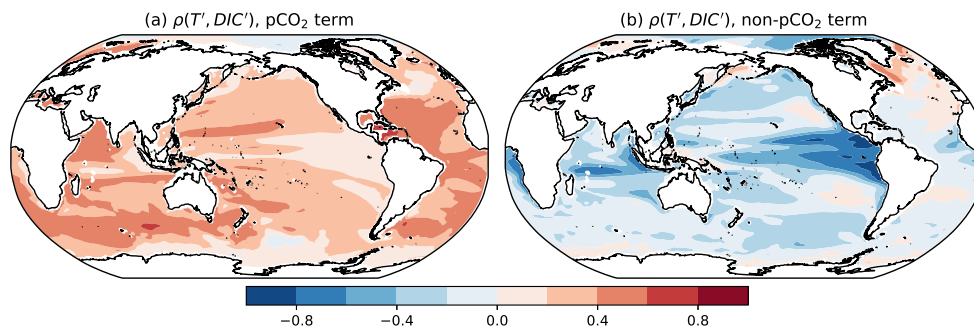 (a) ρ(T′, DIC′), pCO₂ term
(b) ρ(T′, DIC′), non-pCO₂ term
−0.8 −0.4 0.0 0.4 0.8